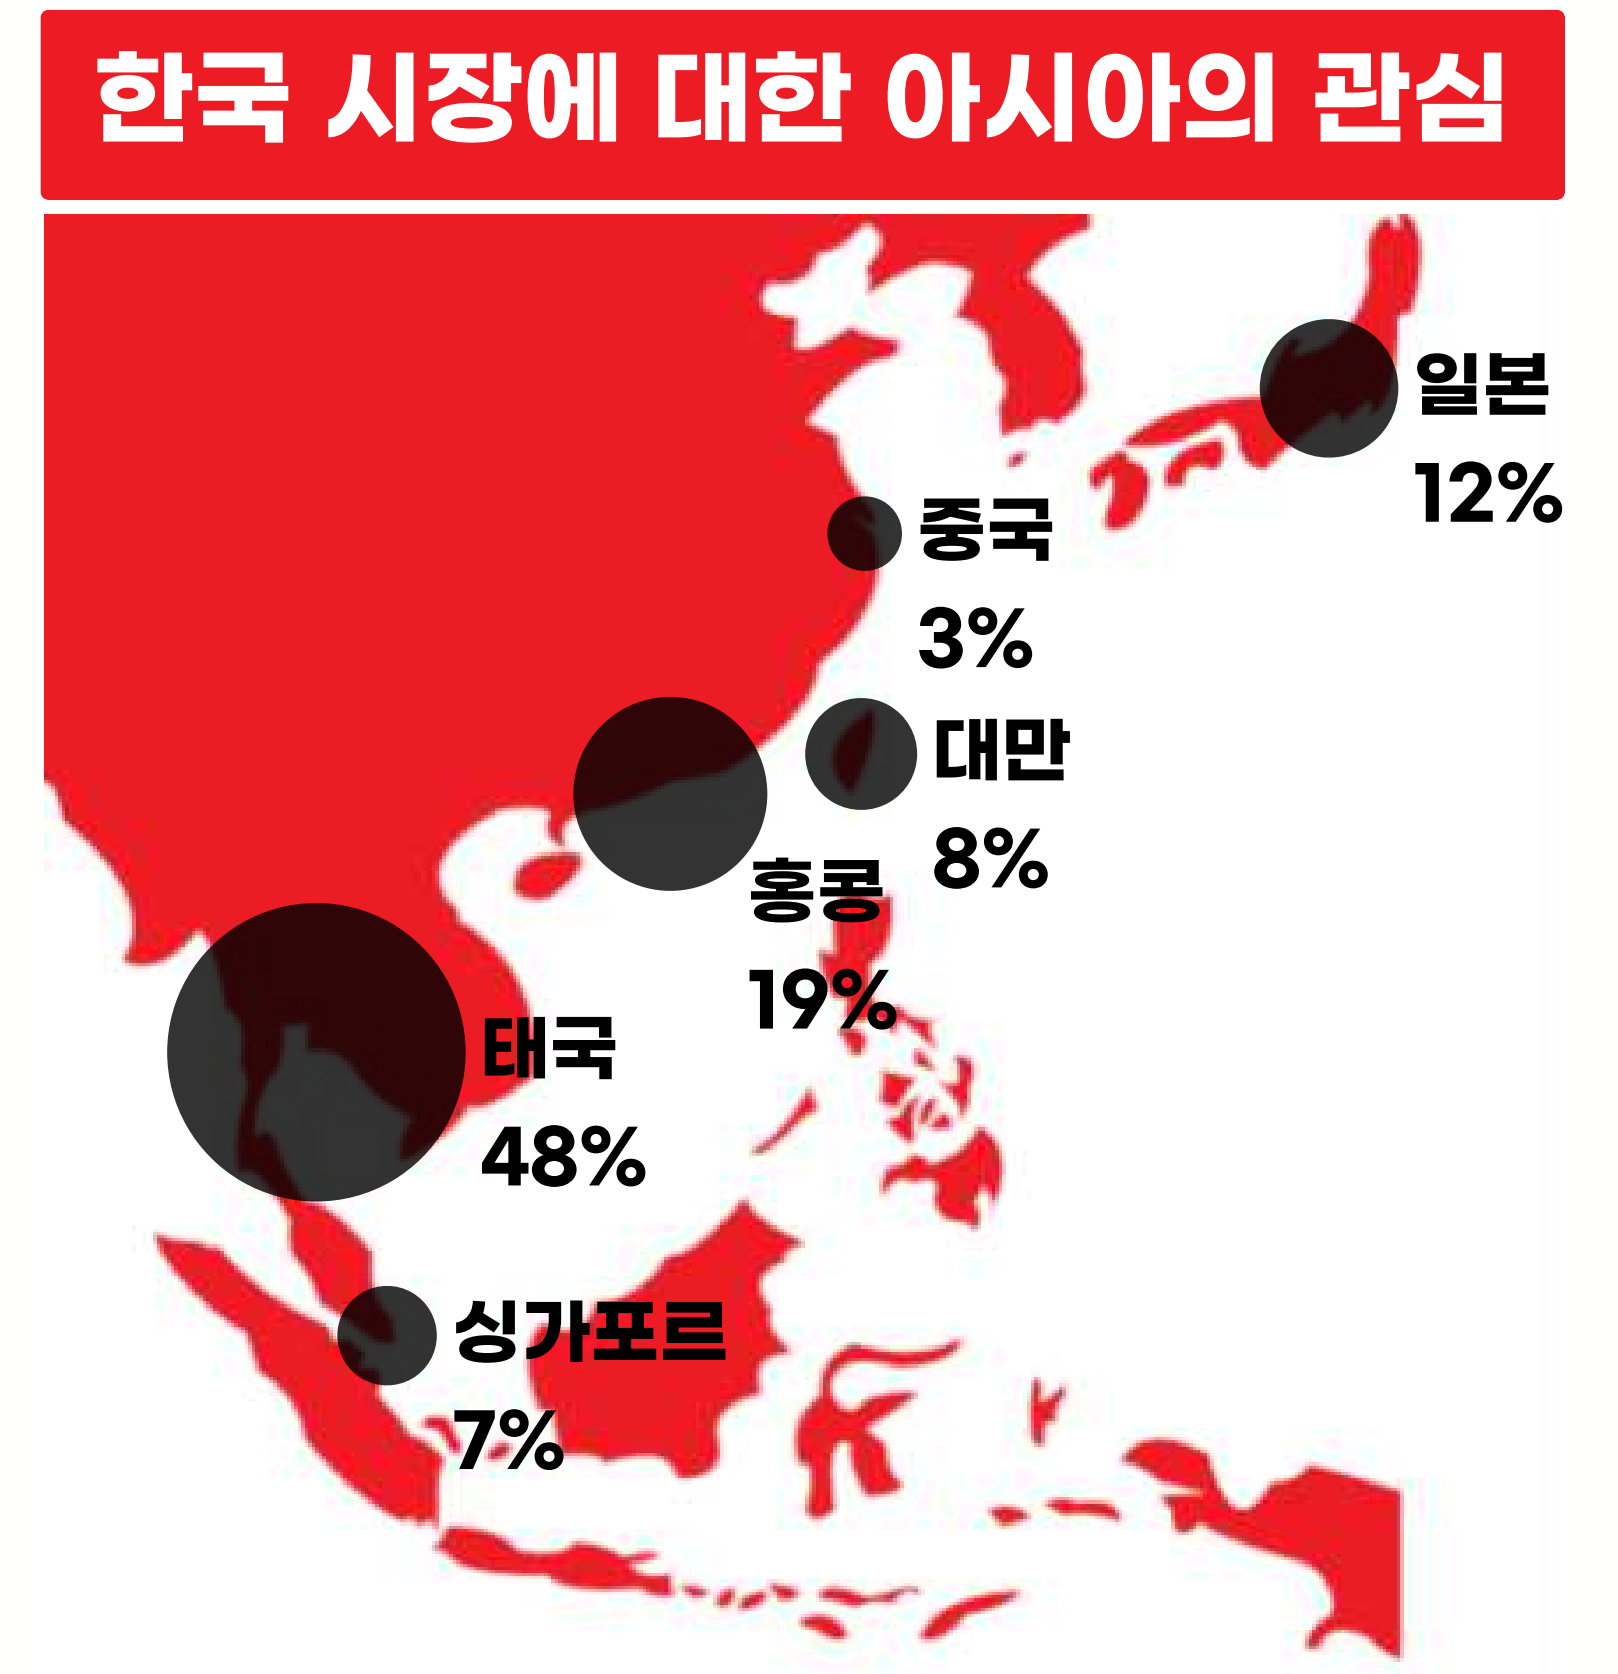 한국 시장에 대한 아시아의 관심
일본
12%
중국
3%
대만
8%
홍콩
19%
태국
48%
싱가포르
7%